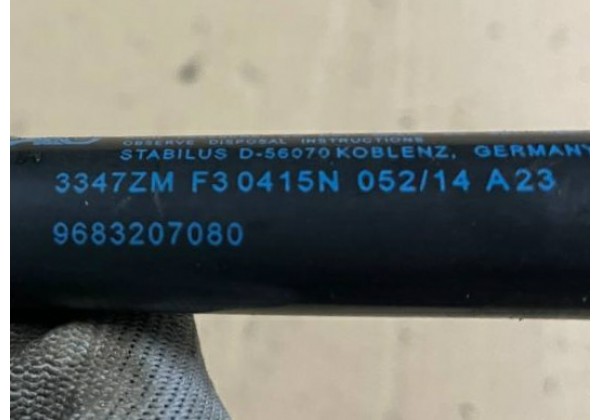 OBSERVE DISPOSAL INSTRUCTIONS
STABILUS D-56070 KOBLENZ, GERMANY
3347ZM F3 0415N 052/14 A23
9683207080